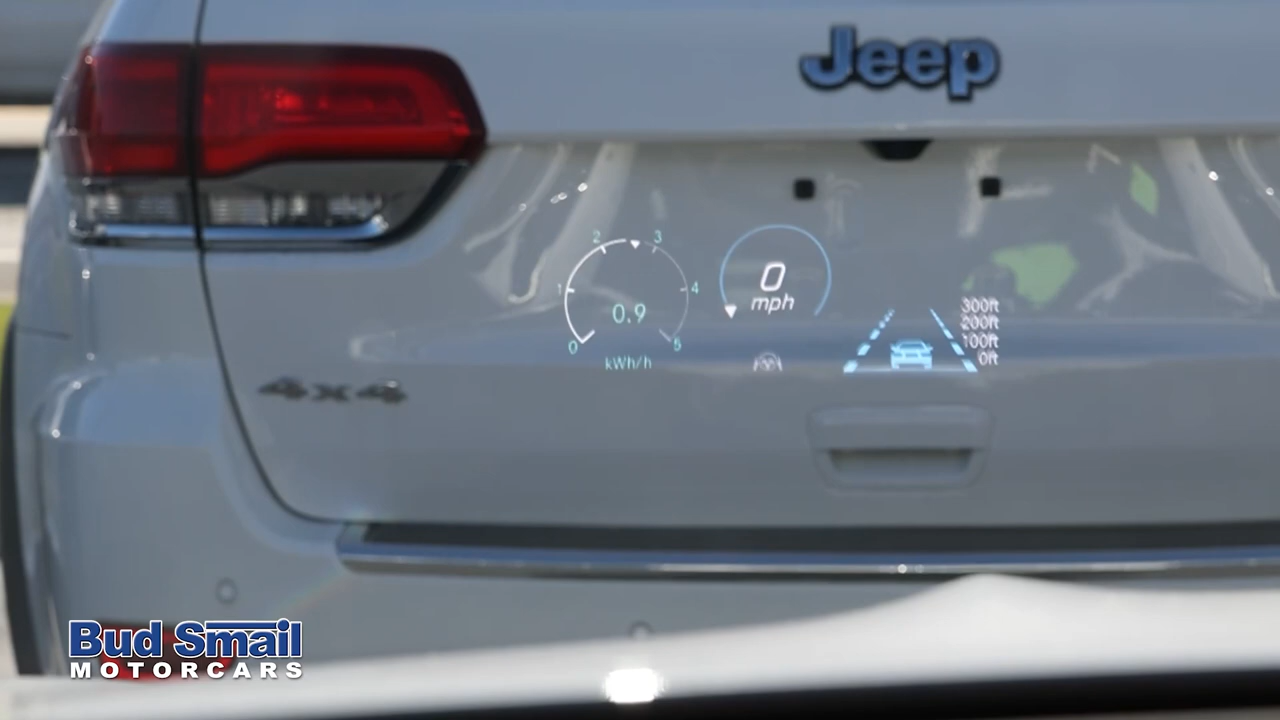 Jeep
2 3
1 4
0.9
0 5
kWh/h
0
mph
300ft
200ft
100ft
0ft
4x4
Bud Smail
MOTORCARS